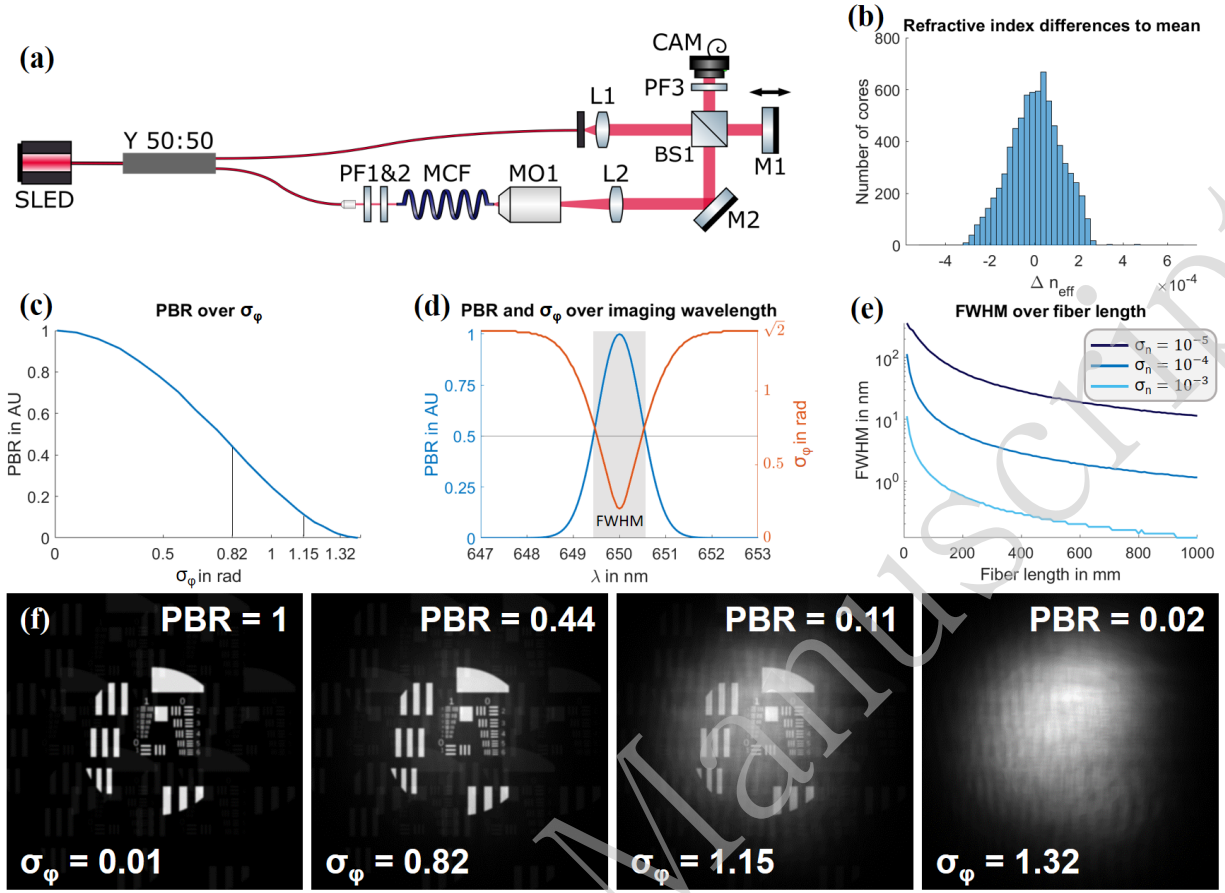 (a)
CAM
PF3
L1
Y 50:50
BS1
M1
SLED
PF1&2
MCF
MO1
L2
M2
(b)
Refractive index differences to mean
Number of cores
800
600
400
200
0
-4
-2
0
2
4
6
×10⁻⁴
Δ n_eff
(c)
PBR over σ_φ
PBR in AU
1
0.8
0.6
0.4
0.2
0
0
0.5
0.82
1
1.15
1.32
σ_φ in rad
(d)
PBR and σ_φ over imaging wavelength
PBR in AU
1
0.75
0.5
0.25
0
√2
1
0.5
0
σ_φ in rad
FWHM
647
648
649
650
651
652
653
λ in nm
(e)
FWHM over fiber length
σ_n = 10⁻⁵
σ_n = 10⁻⁴
σ_n = 10⁻³
FWHM in nm
10²
10¹
10⁰
0
200
400
600
800
1000
Fiber length in mm
(f)
PBR = 1
σ_φ = 0.01
PBR = 0.44
σ_φ = 0.82
PBR = 0.11
σ_φ = 1.15
PBR = 0.02
σ_φ = 1.32
Manuscript